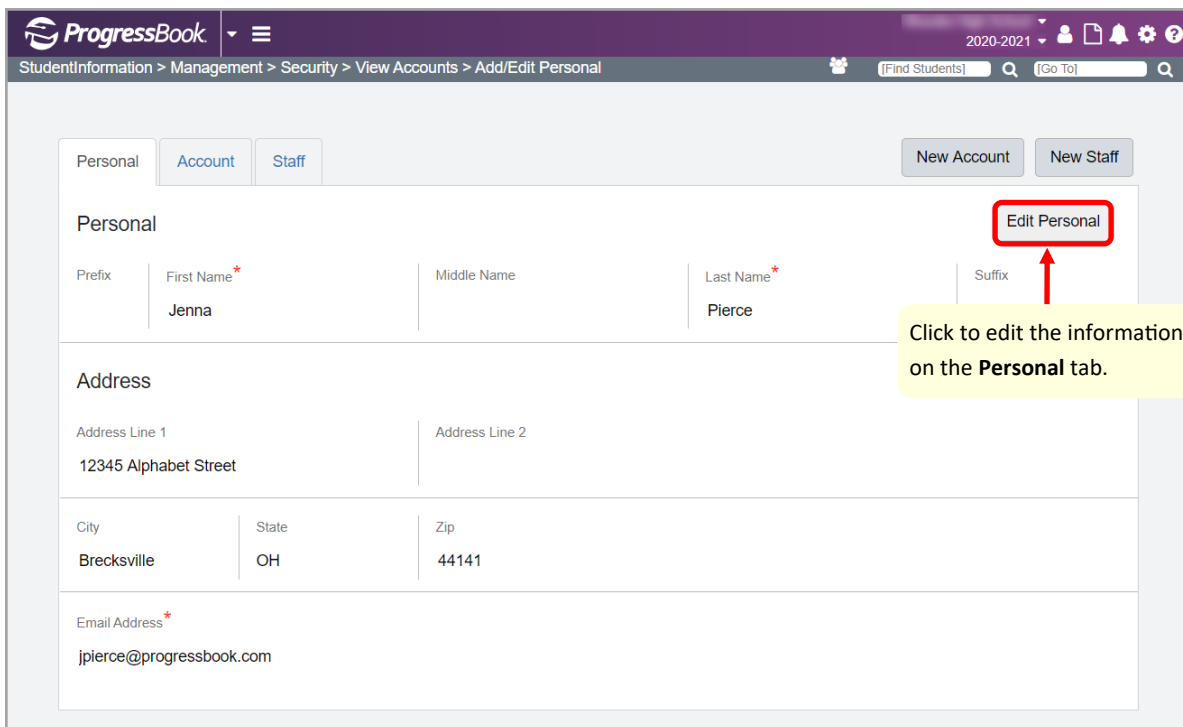 ProgressBook
2020-2021
StudentInformation > Management > Security > View Accounts > Add/Edit Personal
[Find Students]
[Go To]
Personal
Account
Staff
New Account
New Staff
Personal
Edit Personal
Prefix
First Name*
Middle Name
Last Name*
Suffix
Jenna
Pierce
Click to edit the information
on the Personal tab.
Address
Address Line 1
Address Line 2
12345 Alphabet Street
City
State
Zip
Brecksville
OH
44141
Email Address*
jpierce@progressbook.com